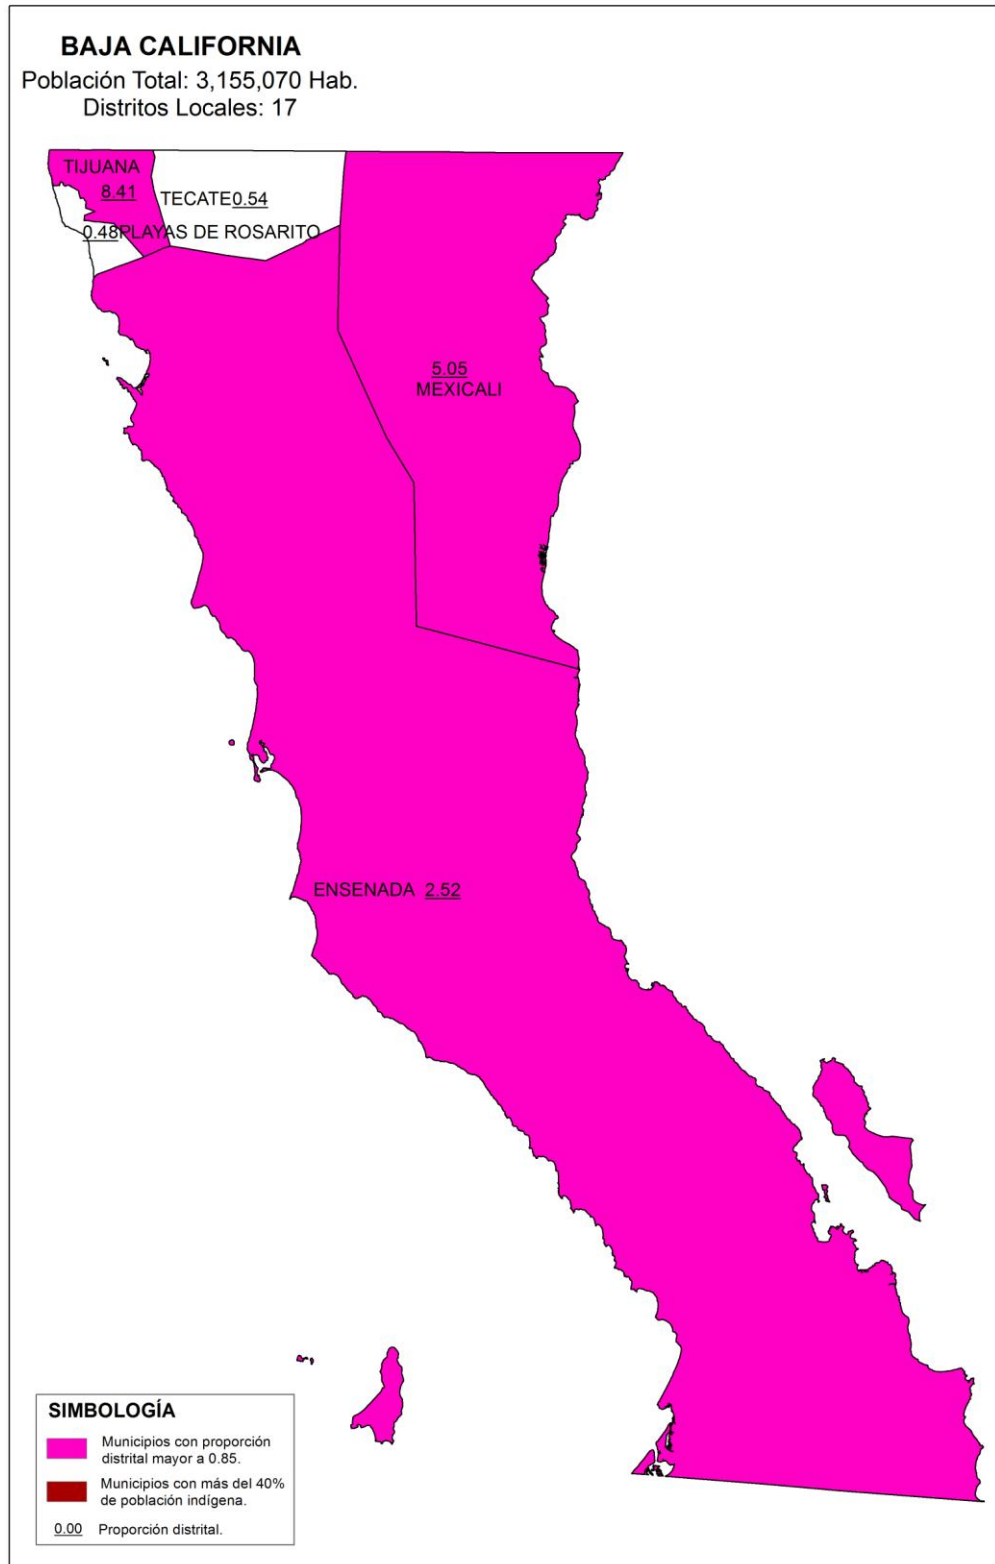 BAJA CALIFORNIA
Población Total: 3,155,070 Hab.
Distritos Locales: 17
TIJUANA
8.41
TECATE0.54
0.48PLAYAS DE ROSARITO
5.05
MEXICALI
ENSENADA 2.52
SIMBOLOGÍA
Municipios con proporción
distrital mayor a 0.85.
Municipios con más del 40%
de población indígena.
0.00 Proporción distrital.